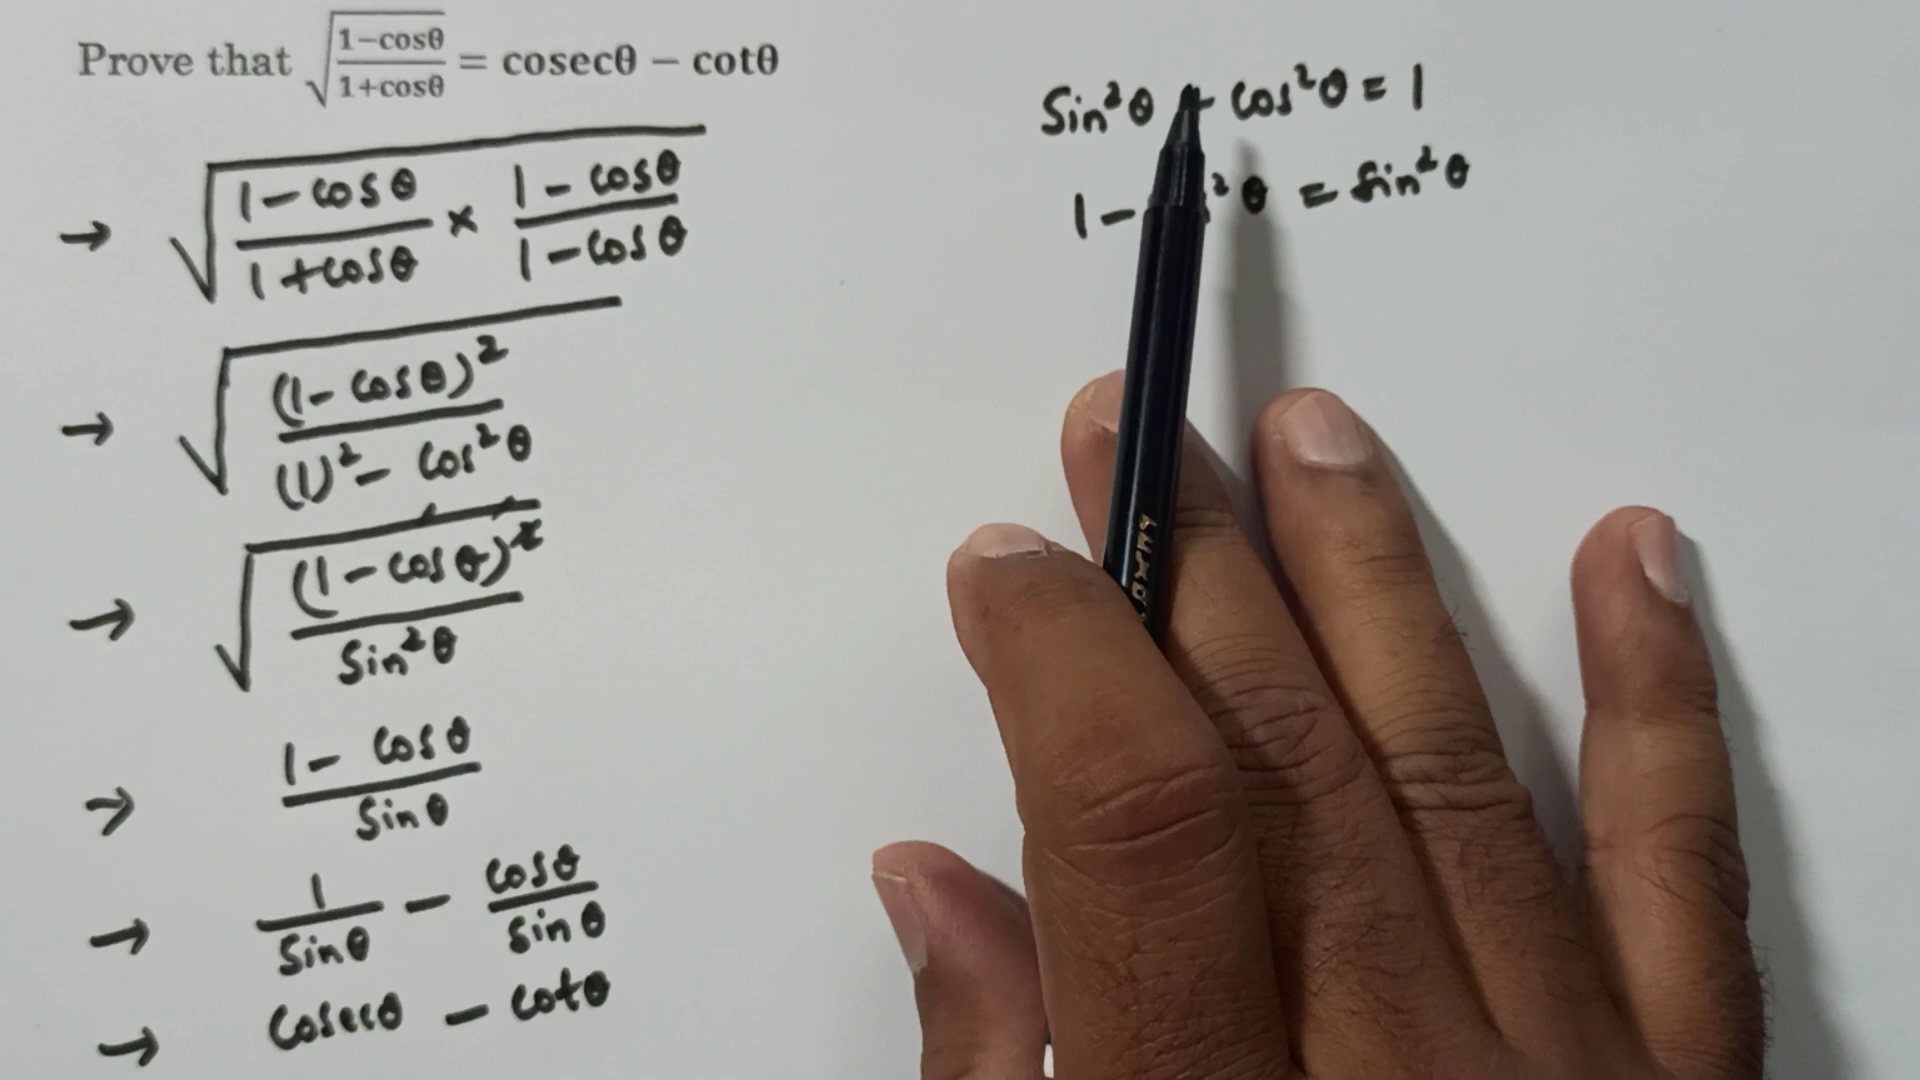 Prove that √((1−cosθ)/(1+cosθ)) = cosecθ − cotθ
→ √((1-cosθ)/(1+cosθ) × (1-cosθ)/(1-cosθ))
→ √((1-cosθ)²/((1)²-cos²θ))
→ √((1-cosθ)²/Sin²θ)
→ (1-cosθ)/Sinθ
→ 1/Sinθ - cosθ/Sinθ
→ cosecθ - cotθ
Sin²θ + cos²θ = 1
1 - ²θ = Sin²θ